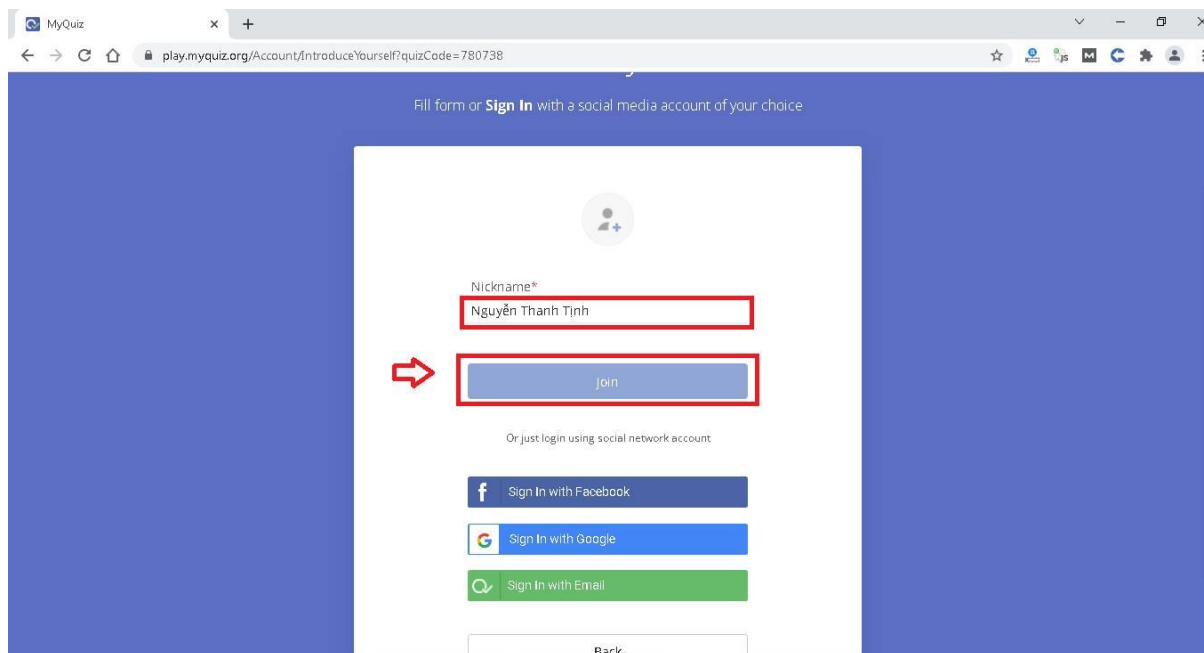 MyQuiz
play.myquiz.org/Account/IntroduceYourself?quizCode=780738
Fill form or Sign In with a social media account of your choice
Nickname*
Nguyễn Thanh Tịnh
Join
Or just login using social network account
f Sign In with Facebook
G Sign In with Google
Sign In with Email
Back